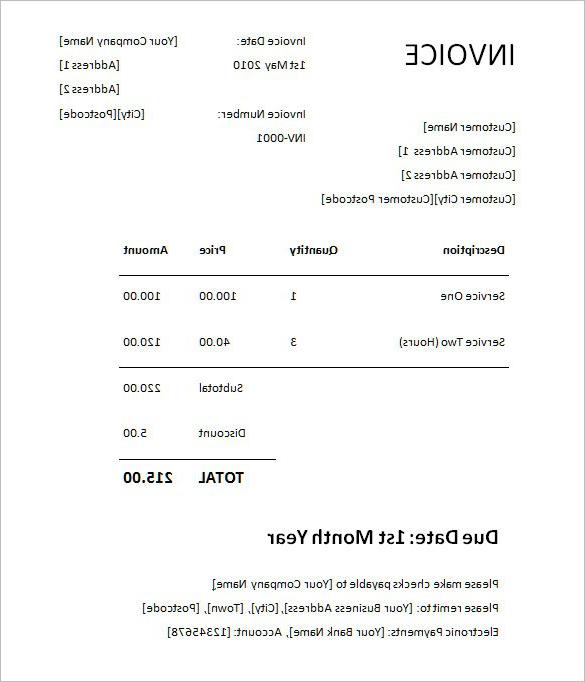 INVOICE
Invoice Date:
1st May 2010
Invoice Number:
INV-0001
[Your Company Name]
[Address 1]
[Address 2]
[City][Postcode]
[Customer Name]
[Customer Address 1]
[Customer Address 2]
[Customer City][Customer Postcode]
Description Quantity Price Amount
Service One 1 100.00 100.00
Service Two (Hours) 3 40.00 120.00
Subtotal 220.00
Discount 5.00
TOTAL 215.00
Due Date: 1st Month Year
Please make checks payable to [Your Company Name]
Please remit to: [Your Business Address], [City], [Town], [Postcode]
Electronic Payments: [Your Bank Name], Account: [12345678]